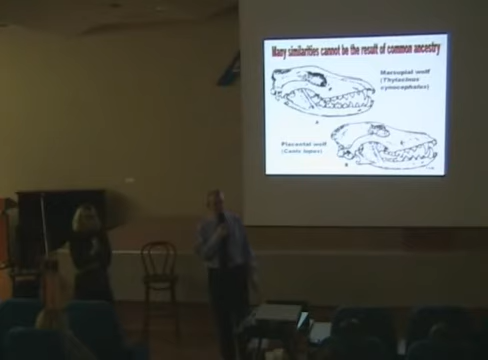 Many similarities cannot be the result of common ancestry
Marsupial wolf
(Thylacinus
cynocephalus)
Placental wolf
(Canis lupus)
A
B